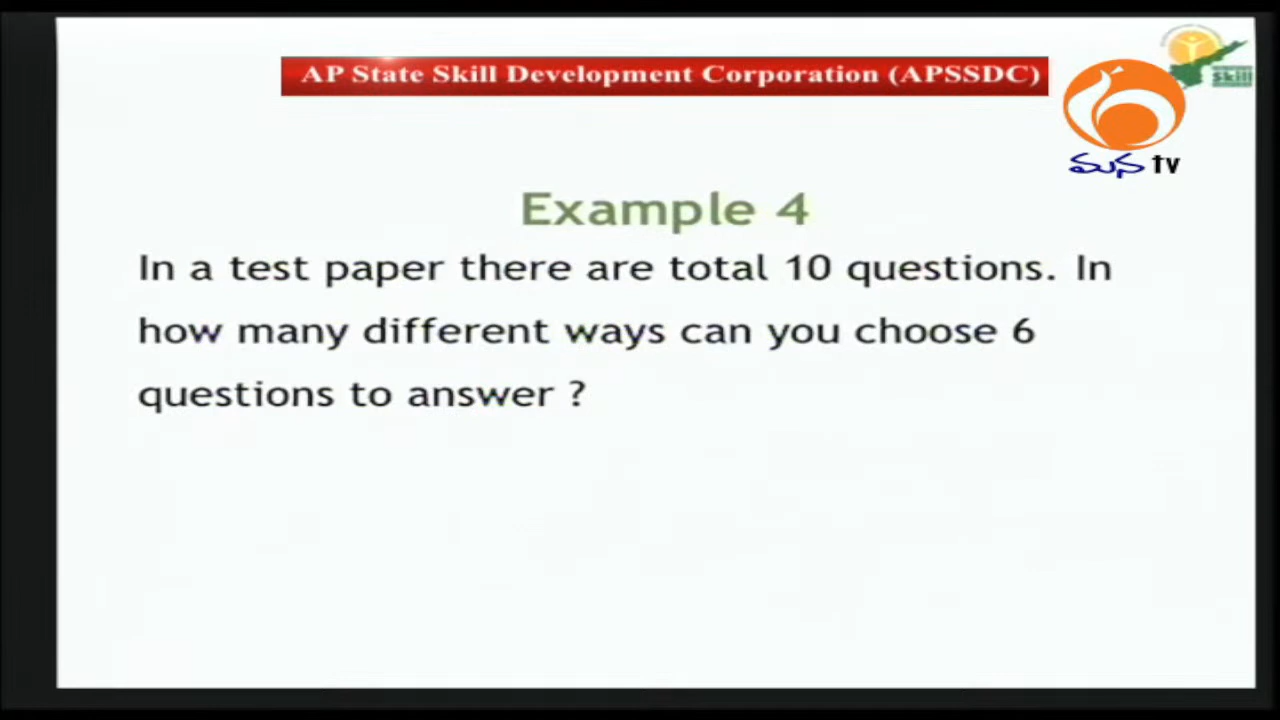 AP State Skill Development Corporation (APSSDC)
Skill
మన tv
Example 4
In a test paper there are total 10 questions. In
how many different ways can you choose 6
questions to answer ?